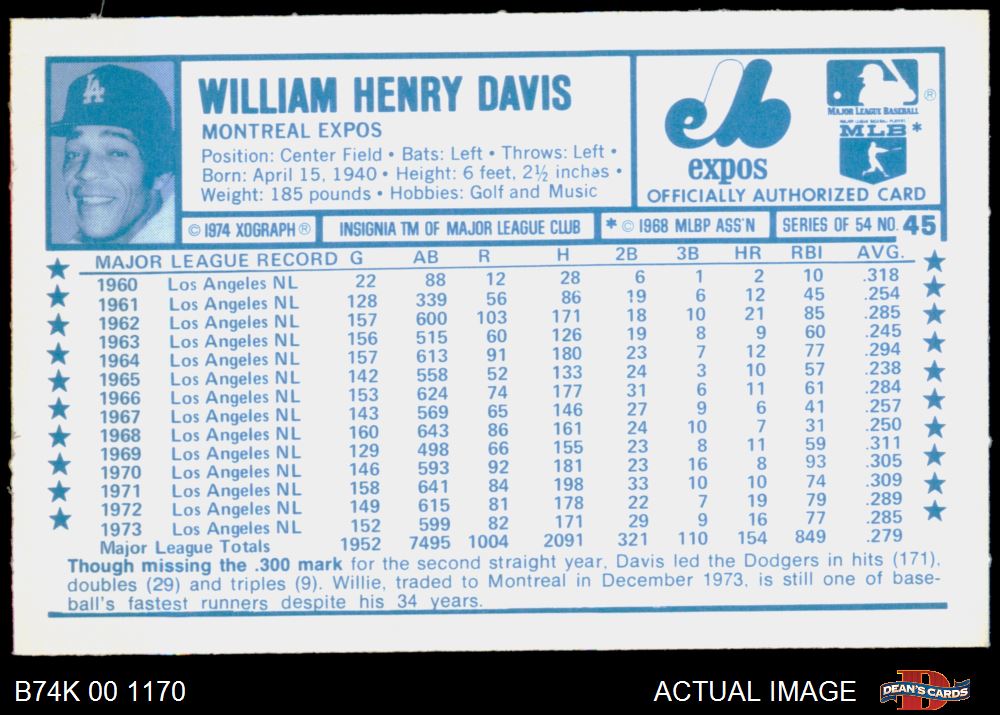 LA
WILLIAM HENRY DAVIS
MONTREAL EXPOS
Position: Center Field • Bats: Left • Throws: Left •
Born: April 15, 1940 • Height: 6 feet, 2½ inches •
Weight: 185 pounds • Hobbies: Golf and Music
expos
MAJOR LEAGUE BASEBALL ®
MLB *
OFFICIALLY AUTHORIZED CARD
© 1974 XOGRAPH ® INSIGNIA TM OF MAJOR LEAGUE CLUB * © 1968 MLBP ASS'N SERIES OF 54 NO. 45
MAJOR LEAGUE RECORD G AB R H 2B 3B HR RBI AVG.
1960 Los Angeles NL 22 88 12 28 6 1 2 10 .318
1961 Los Angeles NL 128 339 56 86 19 6 12 45 .254
1962 Los Angeles NL 157 600 103 171 18 10 21 85 .285
1963 Los Angeles NL 156 515 60 126 19 8 9 60 .245
1964 Los Angeles NL 157 613 91 180 23 7 12 77 .294
1965 Los Angeles NL 142 558 52 133 24 3 10 57 .238
1966 Los Angeles NL 153 624 74 177 31 6 11 61 .284
1967 Los Angeles NL 143 569 65 146 27 9 6 41 .257
1968 Los Angeles NL 160 643 86 161 24 10 7 31 .250
1969 Los Angeles NL 129 498 66 155 23 8 11 59 .311
1970 Los Angeles NL 146 593 92 181 23 16 8 93 .305
1971 Los Angeles NL 158 641 84 198 33 10 10 74 .309
1972 Los Angeles NL 149 615 81 178 22 7 19 79 .289
1973 Los Angeles NL 152 599 82 171 29 9 16 77 .285
Major League Totals 1952 7495 1004 2091 321 110 154 849 .279
Though missing the .300 mark for the second straight year, Davis led the Dodgers in hits (171),
doubles (29) and triples (9). Willie, traded to Montreal in December 1973, is still one of base-
ball's fastest runners despite his 34 years.
B74K 00 1170
ACTUAL IMAGE
DEAN'S CARDS